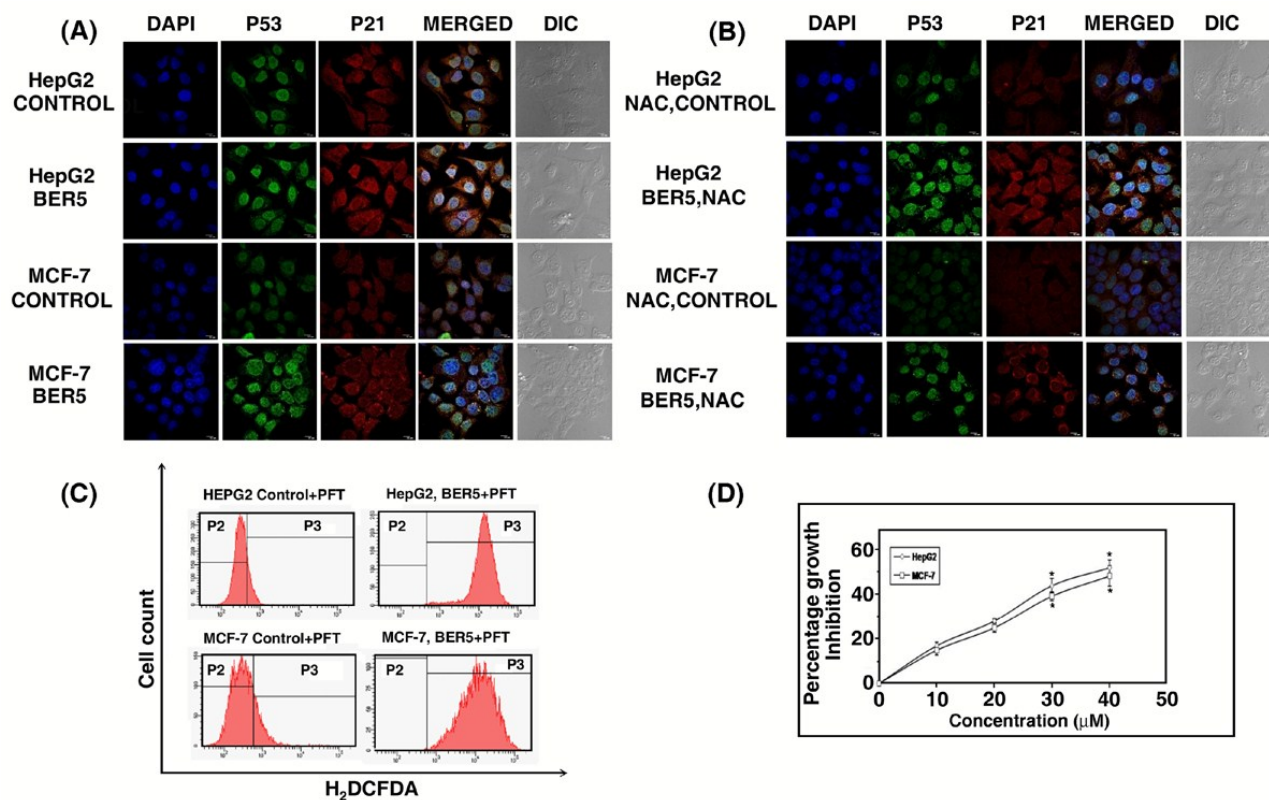 (A)
DAPI P53 P21 MERGED DIC
HepG2
CONTROL
HepG2
BER5
MCF-7
CONTROL
MCF-7
BER5
(B)
DAPI P53 P21 MERGED DIC
HepG2
NAC,CONTROL
HepG2
BER5,NAC
MCF-7
NAC,CONTROL
MCF-7
BER5,NAC
(C)
Cell count
HEPG2 Control+PFT
P2 P3
HepG2, BER5+PFT
P2 P3
MCF-7 Control+PFT
P2 P3
MCF-7, BER5+PFT
P2 P3
H₂DCFDA
(D)
Percentage growth
Inhibition
60
40
20
0
HepG2
MCF-7
* *
* *
0 10 20 30 40 50
Concentration (μM)